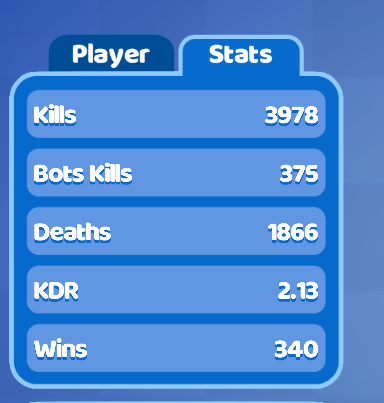 Player Stats
Kills 3978
Bots Kills 375
Deaths 1866
KDR 2.13
Wins 340